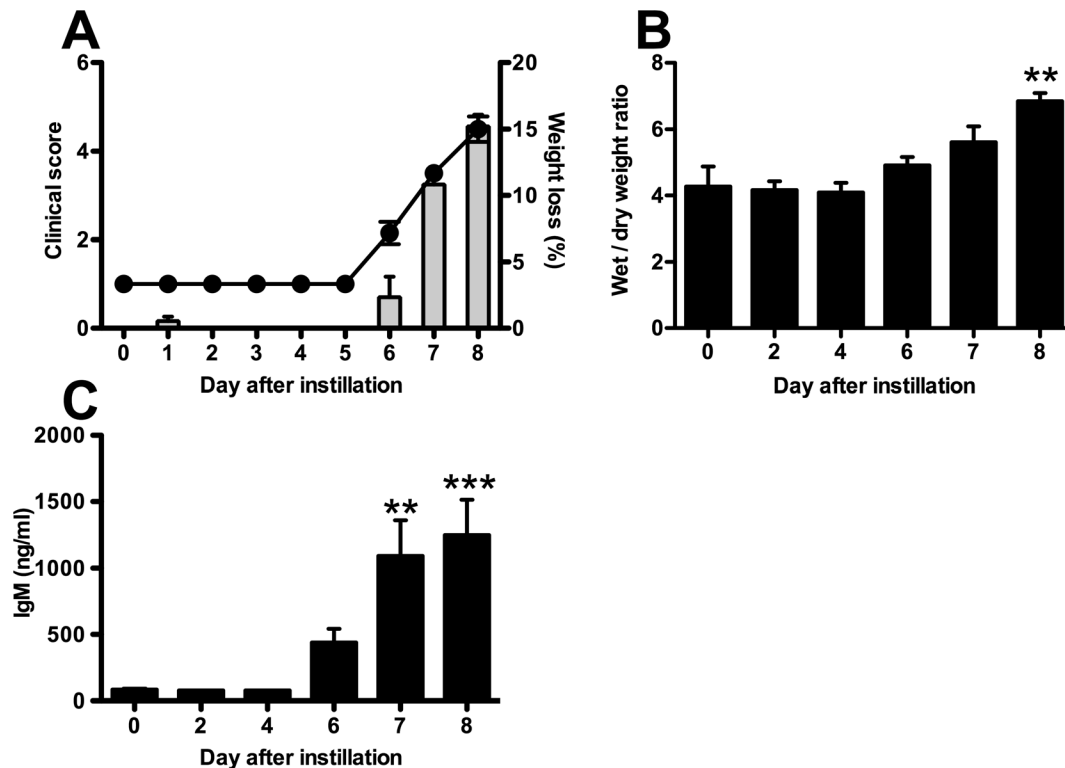 A
6
4
2
0
Clinical score
20
15
10
5
0
Weight loss (%)
0 1 2 3 4 5 6 7 8
Day after instillation
B
8
6
4
2
0
Wet / dry weight ratio
**
0 2 4 6 7 8
Day after instillation
C
2000
1500
1000
500
0
IgM (ng/ml)
**
***
0 2 4 6 7 8
Day after instillation